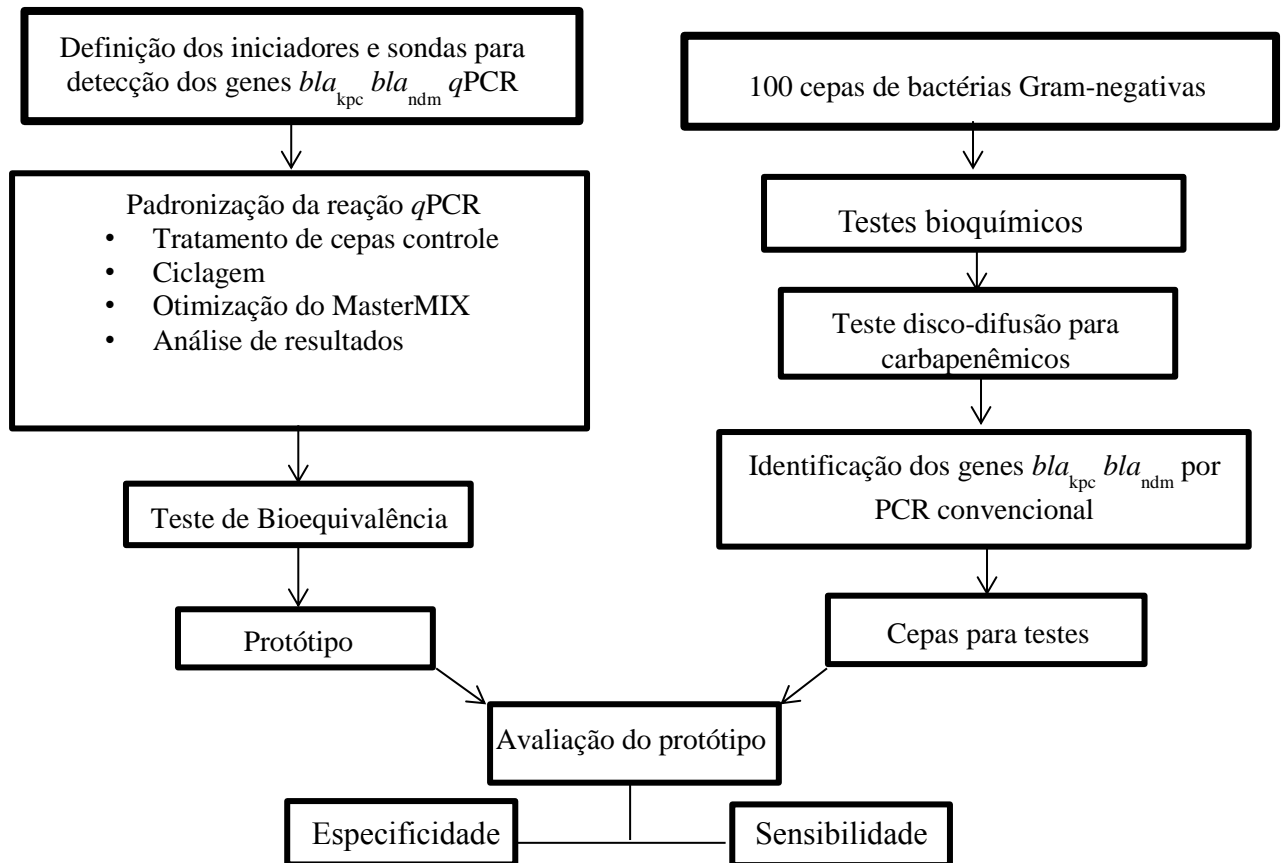 Definição dos iniciadores e sondas para
detecção dos genes bla kpc bla ndm qPCR
Padronização da reação qPCR
• Tratamento de cepas controle
• Ciclagem
• Otimização do MasterMIX
• Análise de resultados
Teste de Bioequivalência
Protótipo
100 cepas de bactérias Gram-negativas
Testes bioquímicos
Teste disco-difusão para
carbapenêmicos
Identificação dos genes bla kpc bla ndm por
PCR convencional
Cepas para testes
Avaliação do protótipo
Especificidade
Sensibilidade